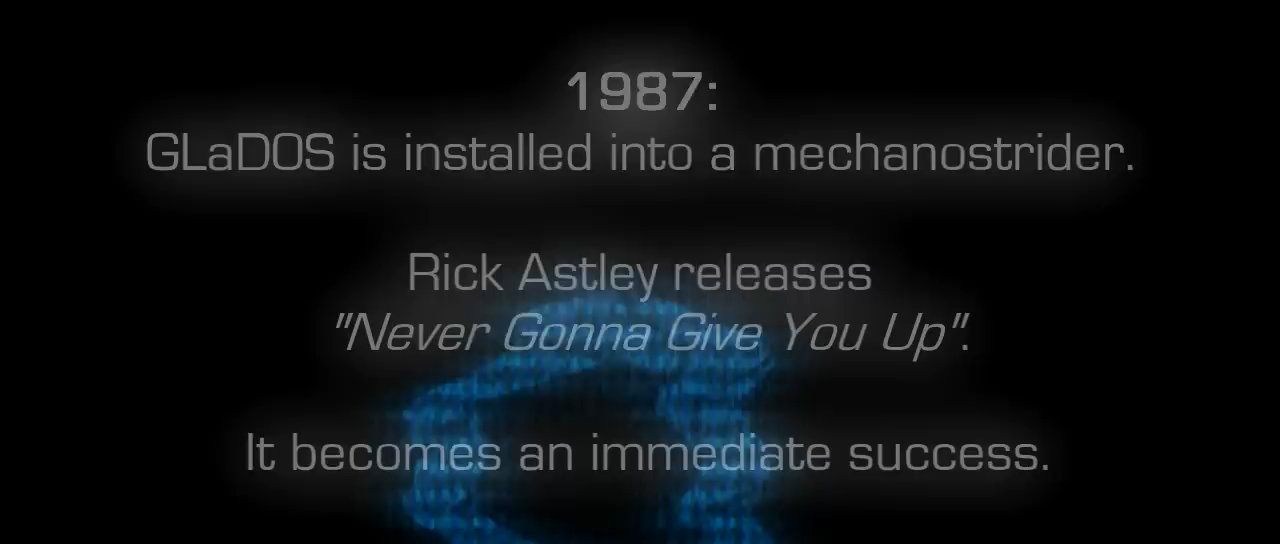 1987:
GLaDOS is installed into a mechanostrider.
Rick Astley releases
"Never Gonna Give You Up".
It becomes an immediate success.